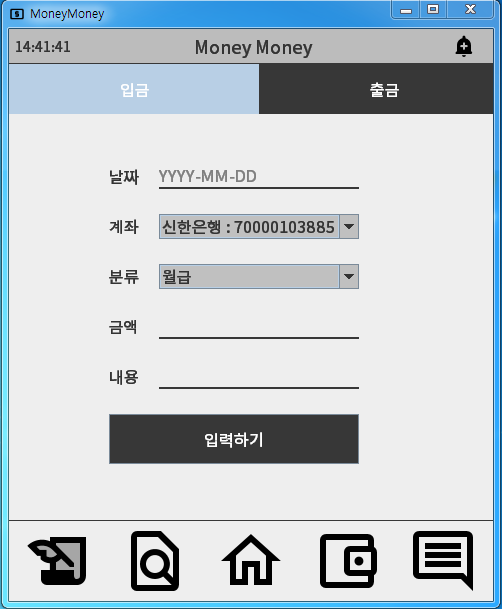 MoneyMoney
14:41:41 Money Money
입금 출금
날짜 YYYY-MM-DD
계좌 신한은행 : 70000103885
분류 월급
금액
내용
입력하기